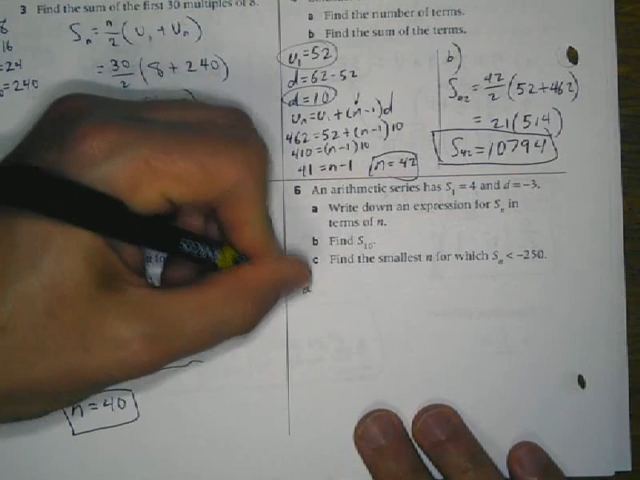 3 Find the sum of the first 30 multiples of 8.
8
16
=24
=240
Sₙ = n/2 (U₁ + Uₙ)
= 30/2 (8 + 240)
n = 40
a Find the number of terms.
b Find the sum of the terms.
U₁ = 52
d = 62 - 52
d = 10
Uₙ = U₁ + (n-1)d
462 = 52 + (n-1)10
410 = (n-1)10
41 = n-1
n = 42
b)
S₄₂ = 42/2 (52+462)
= 21(514)
S₄₂ = 10794
6 An arithmetic series has S₁ = 4 and d = −3.
a Write down an expression for Sₙ in
terms of n.
b Find S₁₀.
c Find the smallest n for which Sₙ < −250.
a